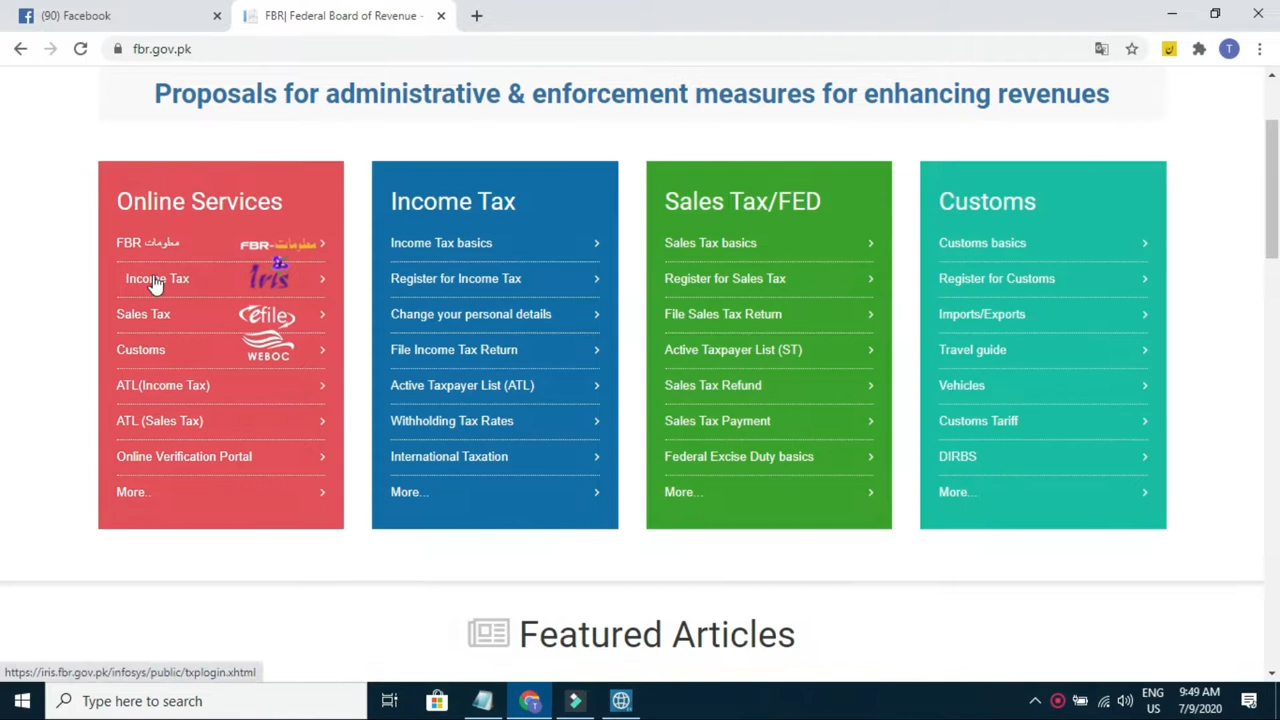 (90) Facebook
FBR| Federal Board of Revenue -
fbr.gov.pk
ن
T
Proposals for administrative & enforcement measures for enhancing revenues
Online Services
FBR معلومات
FBR-معلومات
Income Tax
Iris
Sales Tax
efile
Customs
WEBOC
ATL(Income Tax)
ATL (Sales Tax)
Online Verification Portal
More..
Income Tax
Income Tax basics
Register for Income Tax
Change your personal details
File Income Tax Return
Active Taxpayer List (ATL)
Withholding Tax Rates
International Taxation
More...
Sales Tax/FED
Sales Tax basics
Register for Sales Tax
File Sales Tax Return
Active Taxpayer List (ST)
Sales Tax Refund
Sales Tax Payment
Federal Excise Duty basics
More...
Customs
Customs basics
Register for Customs
Imports/Exports
Travel guide
Vehicles
Customs Tariff
DIRBS
More...
Featured Articles
https://iris.fbr.gov.pk/infosys/public/txplogin.xhtml
Type here to search
ENG
US
9:49 AM
7/9/2020